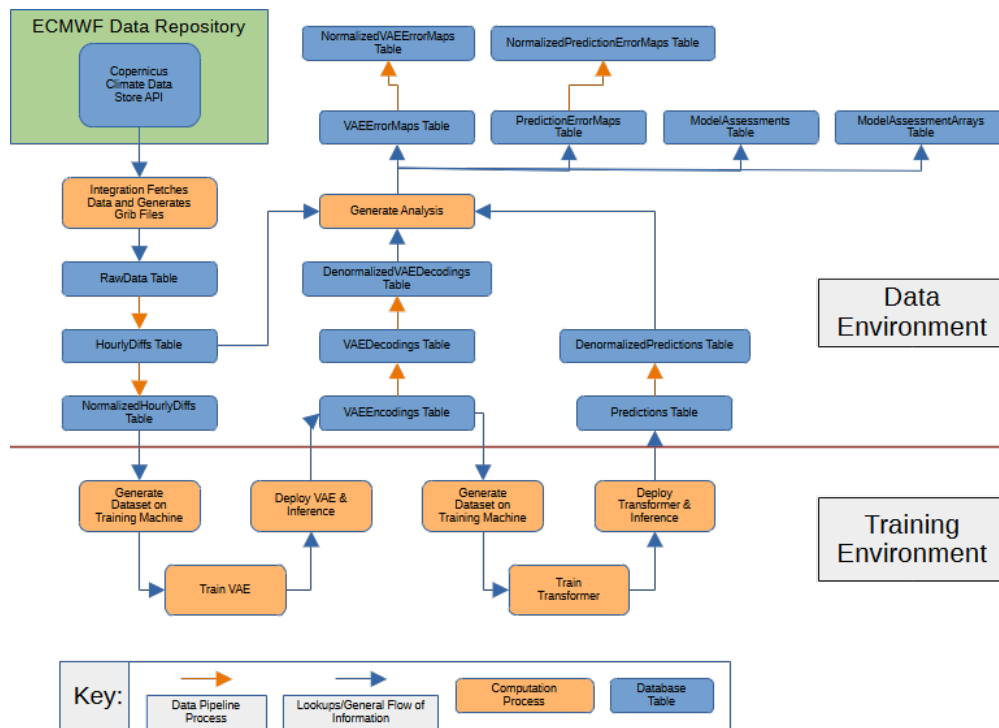 ECMWF Data Repository
Copernicus
Climate Data
Store API
NormalizedVAEErrorMaps
Table
NormalizedPredictionErrorMaps Table
VAEErrorMaps Table
PredictionErrorMaps
Table
ModelAssessments
Table
ModelAssessmentArrays
Table
Integration Fetches
Data and Generates
Grib Files
Generate Analysis
RawData Table
DenormalizedVAEDecodings
Table
Data
Environment
HourlyDiffs Table
VAEDecodings Table
DenormalizedPredictions Table
NormalizedHourlyDiffs
Table
VAEEncodings Table
Predictions Table
Generate
Dataset on
Training Machine
Deploy VAE &
Inference
Generate
Dataset on
Training Machine
Deploy
Transformer &
Inference
Training
Environment
Train VAE
Train
Transformer
Key:
Data Pipeline
Process
Lookups/General Flow of
Information
Computation
Process
Database
Table